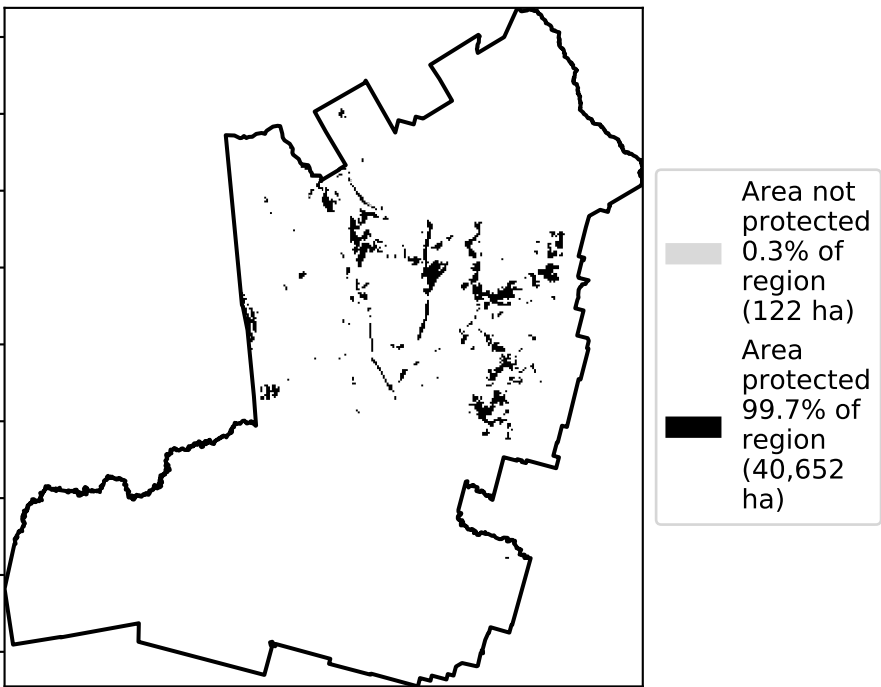 Area not
protected
0.3% of
region
(122 ha)
Area
protected
99.7% of
region
(40,652
ha)